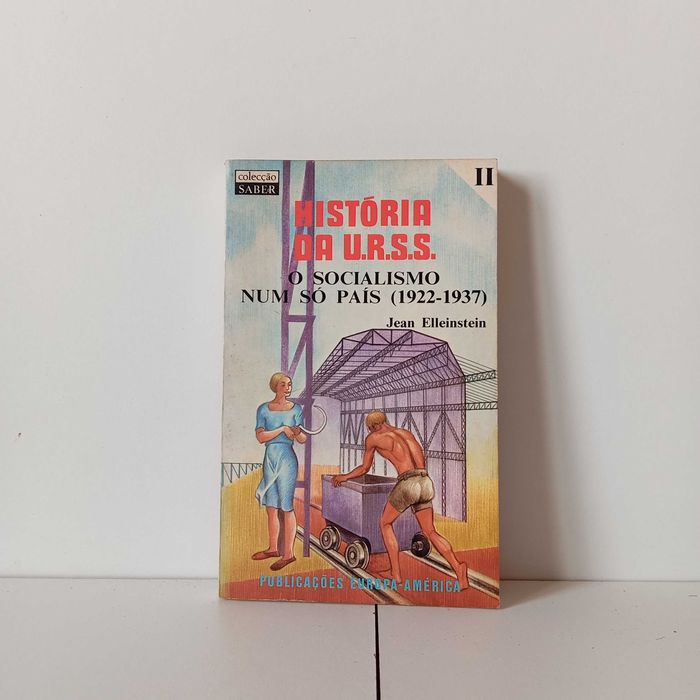 colecção
SABER
II
HISTÓRIA
DA U.R.S.S.
O SOCIALISMO
NUM SÓ PAÍS (1922-1937)
Jean Elleinstein
PUBLICAÇÕES EUROPA-AMÉRICA